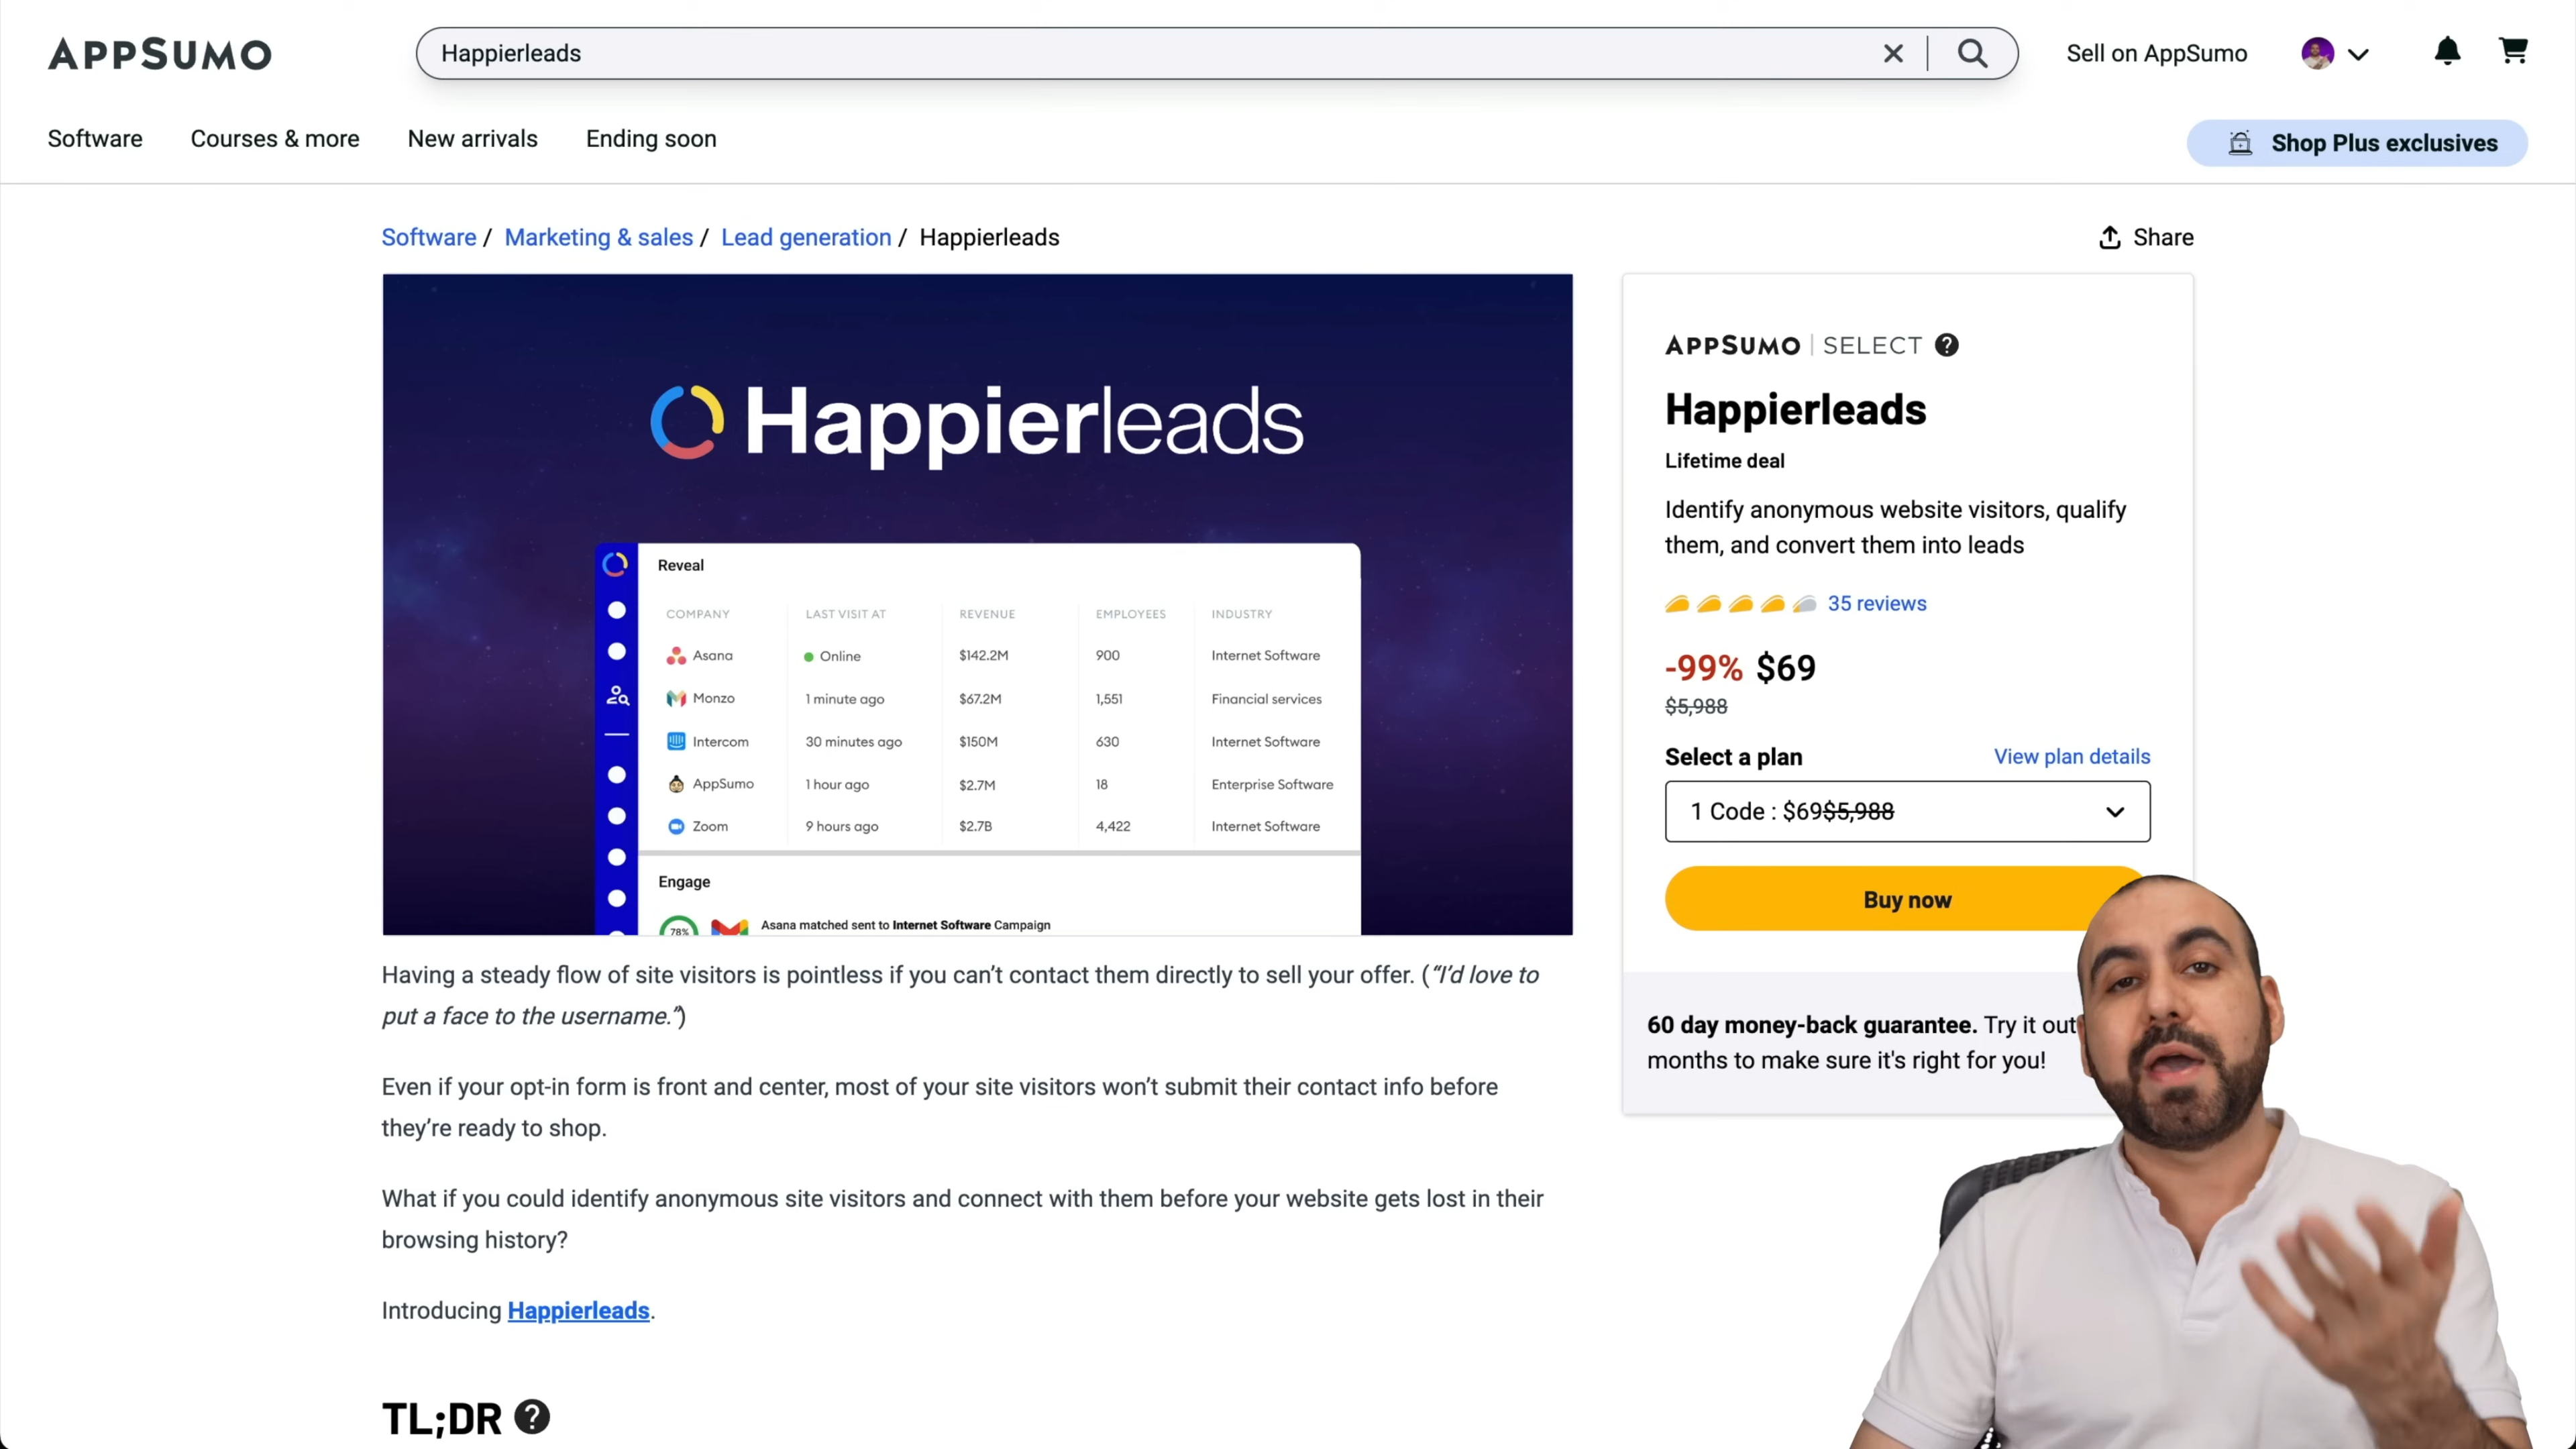 APPSUMO
Happierleads
Sell on AppSumo
Software
Courses & more
New arrivals
Ending soon
Shop Plus exclusives
Software / Marketing & sales / Lead generation / Happierleads
Share
Happierleads
Reveal
COMPANY LAST VISIT AT REVENUE EMPLOYEES INDUSTRY
Asana Online $142.2M 900 Internet Software
Monzo 1 minute ago $67.2M 1,551 Financial services
Intercom 30 minutes ago $150M 630 Internet Software
AppSumo 1 hour ago $2.7M 18 Enterprise Software
Zoom 9 hours ago $2.7B 4,422 Internet Software
Engage
78%
Asana matched sent to Internet Software Campaign
APPSUMO | SELECT ?
Happierleads
Lifetime deal
Identify anonymous website visitors, qualify
them, and convert them into leads
35 reviews
-99% $69
$5,988
Select a plan
View plan details
1 Code : $69$5,988
Buy now
60 day money-back guarantee. Try it out
months to make sure it's right for you!
Having a steady flow of site visitors is pointless if you can’t contact them directly to sell your offer. (“I’d love to
put a face to the username.”)
Even if your opt-in form is front and center, most of your site visitors won’t submit their contact info before
they’re ready to shop.
What if you could identify anonymous site visitors and connect with them before your website gets lost in their
browsing history?
Introducing Happierleads.
TL;DR ?